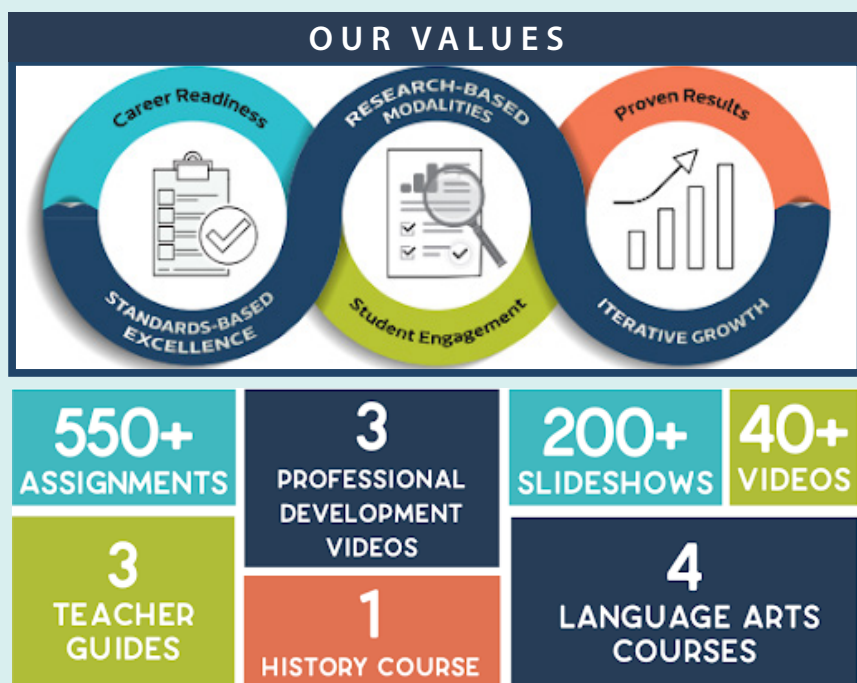 OUR VALUES
Career Readiness
STANDARDS-BASED
EXCELLENCE
RESEARCH-BASED
MODALITIES
Student Engagement
Proven Results
ITERATIVE GROWTH
550+
ASSIGNMENTS
3
PROFESSIONAL
DEVELOPMENT
VIDEOS
200+
SLIDESHOWS
40+
VIDEOS
3
TEACHER
GUIDES
1
HISTORY COURSE
4
LANGUAGE ARTS
COURSES